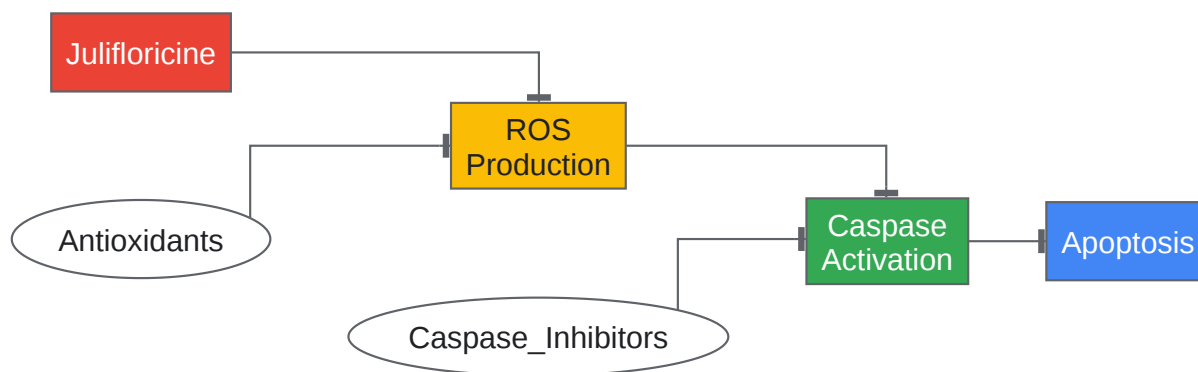 Julifloricine
ROS
Production
Antioxidants
Caspase
Activation
Apoptosis
Caspase_Inhibitors